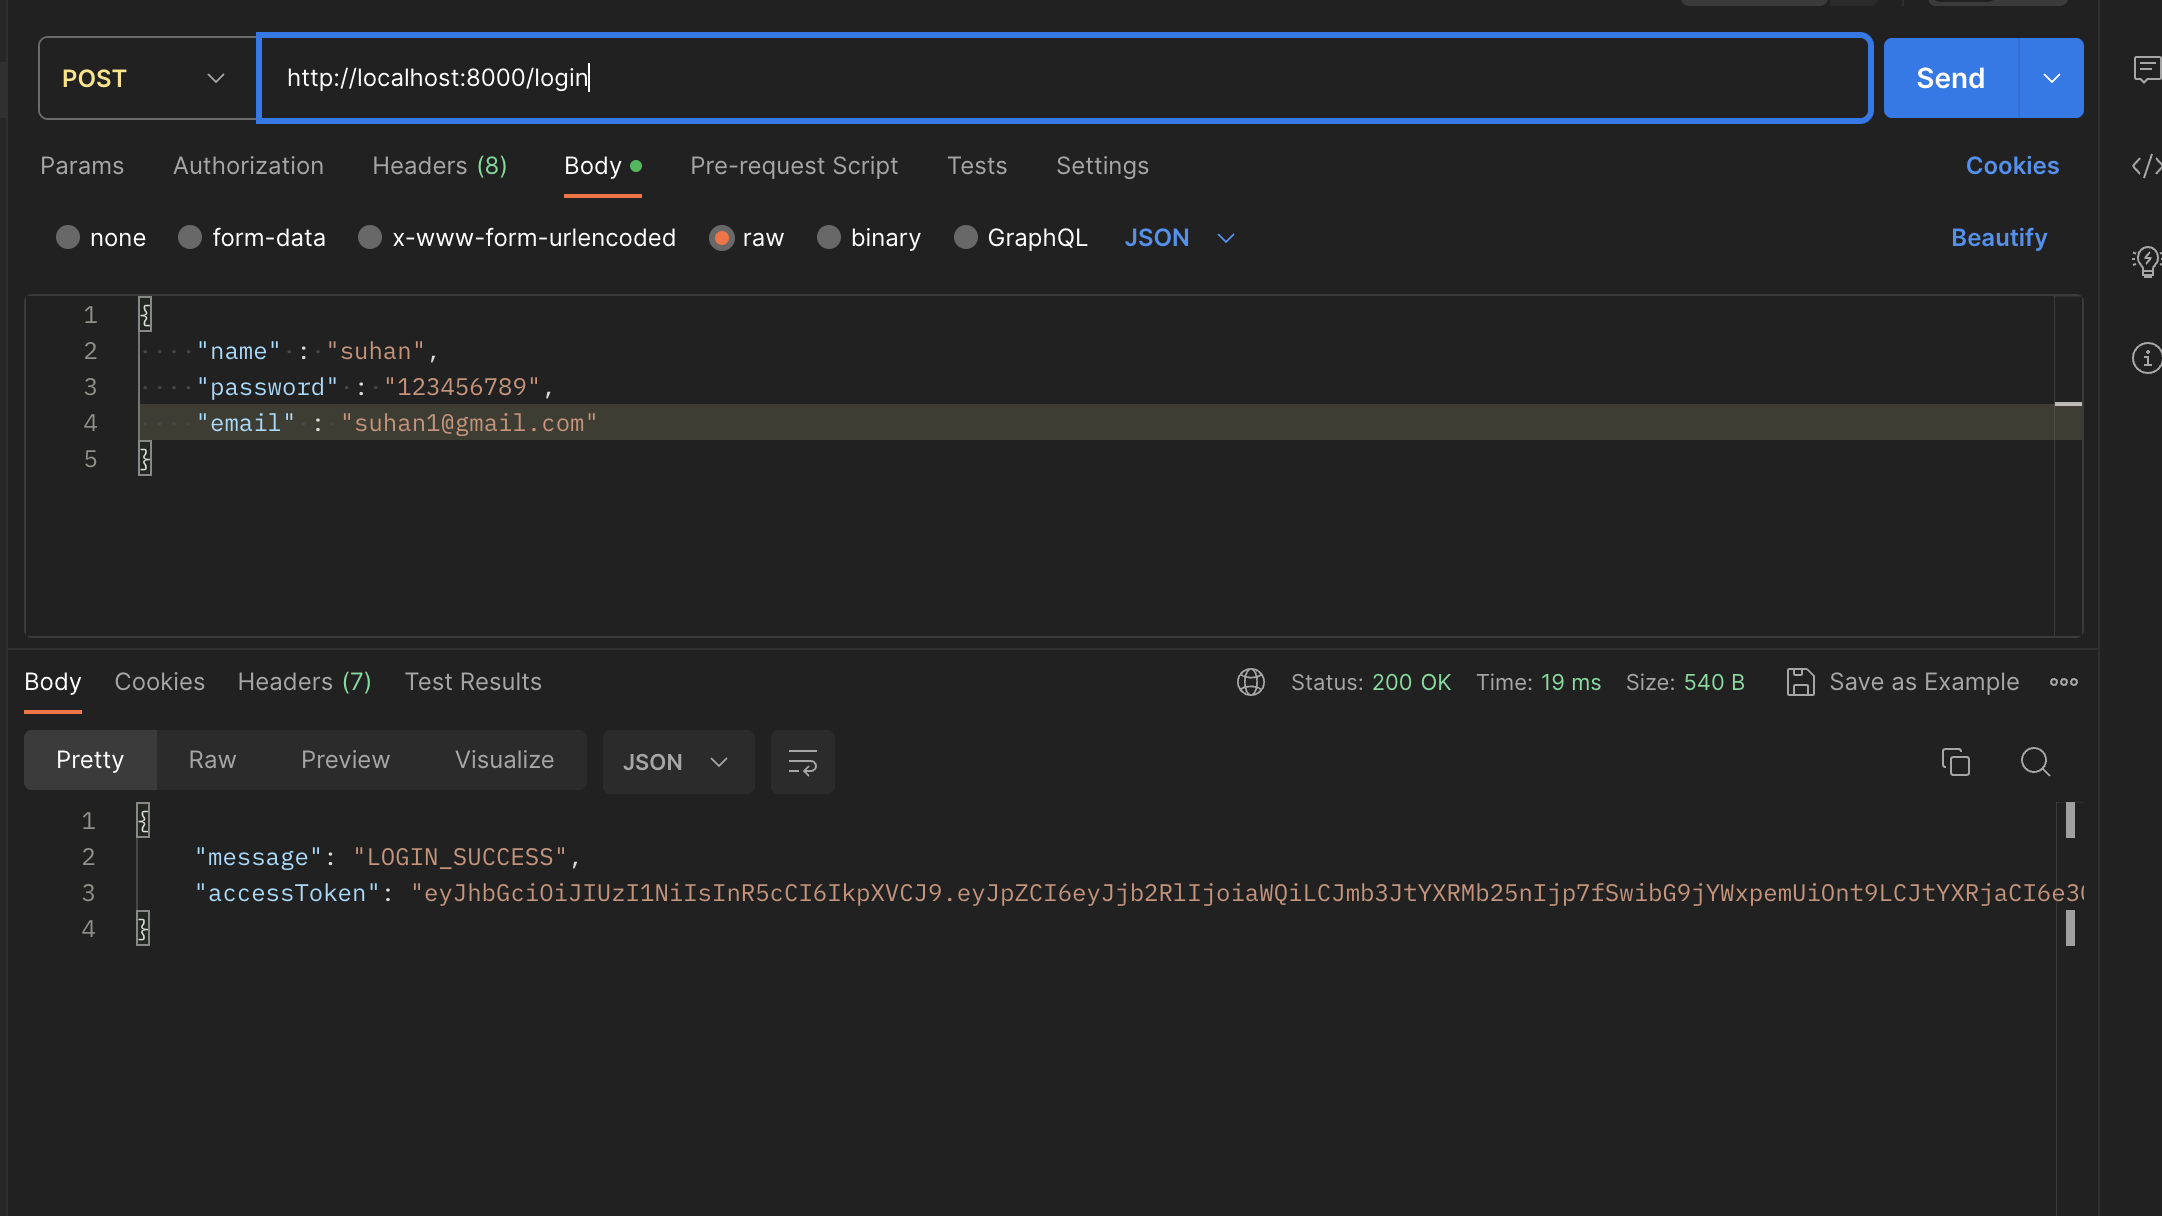 POST http://localhost:8000/login Send
Params Authorization Headers (8) Body Pre-request Script Tests Settings Cookies
none form-data x-www-form-urlencoded raw binary GraphQL JSON Beautify
1 {
2 "name" : "suhan",
3 "password" : "123456789",
4 "email" : "suhan1@gmail.com"
5 }
Body Cookies Headers (7) Test Results Status: 200 OK Time: 19 ms Size: 540 B Save as Example
Pretty Raw Preview Visualize JSON
1 {
2 "message": "LOGIN_SUCCESS",
3 "accessToken": "eyJhbGciOiJIUzI1NiIsInR5cCI6IkpXVCJ9.eyJpZCI6eyJjb2RlIjoiaWQiLCJmb3JtYXRMb25nIjp7fSwibG9jYWxpemUiOnt9LCJtYXRjaCI6e30
4 }